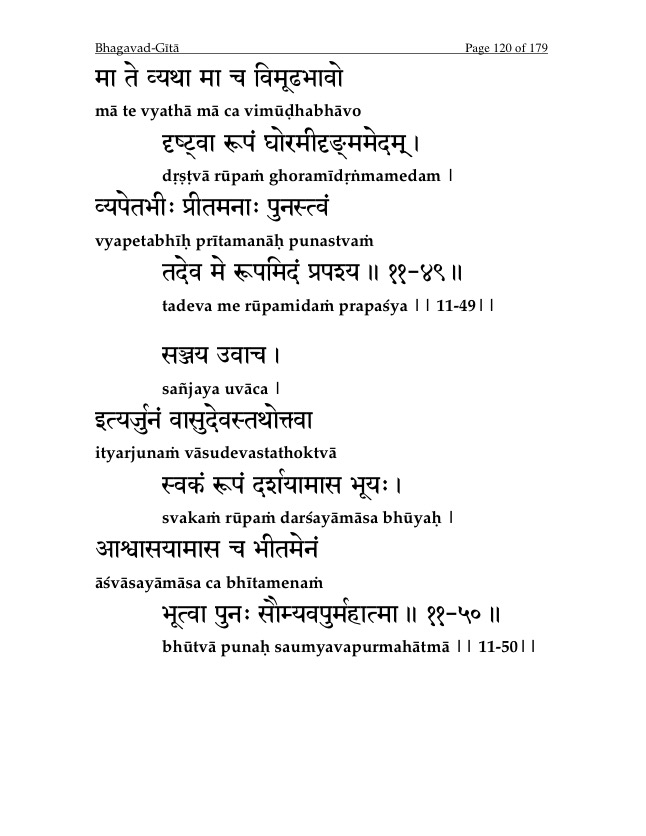 Bhagavad-Gītā Page 120 of 179
मा ते व्यथा मा च विमूढभावो
mā te vyathā mā ca vimūḍhabhāvo
दृष्ट्वा रूपं घोरमीदृङ्ममेदम् ।
dṛṣṭvā rūpaṁ ghoramīdṛṅmamedam |
व्यपेतभीः प्रीतमनाः पुनस्त्वं
vyapetabhīḥ prītamanāḥ punastvaṁ
तदेव मे रूपमिदं प्रपश्य ॥ ११-४९ ॥
tadeva me rūpamidaṁ prapaśya || 11-49||
सञ्जय उवाच ।
sañjaya uvāca |
इत्यर्जुनं वासुदेवस्तथोक्त्वा
ityarjunaṁ vāsudevastathoktvā
स्वकं रूपं दर्शयामास भूयः ।
svakaṁ rūpaṁ darśayāmāsa bhūyaḥ |
आश्वासयामास च भीतमेनं
āśvāsayāmāsa ca bhītamenaṁ
भूत्वा पुनः सौम्यवपुर्महात्मा ॥ ११-५० ॥
bhūtvā punaḥ saumyavapurmahātmā || 11-50||